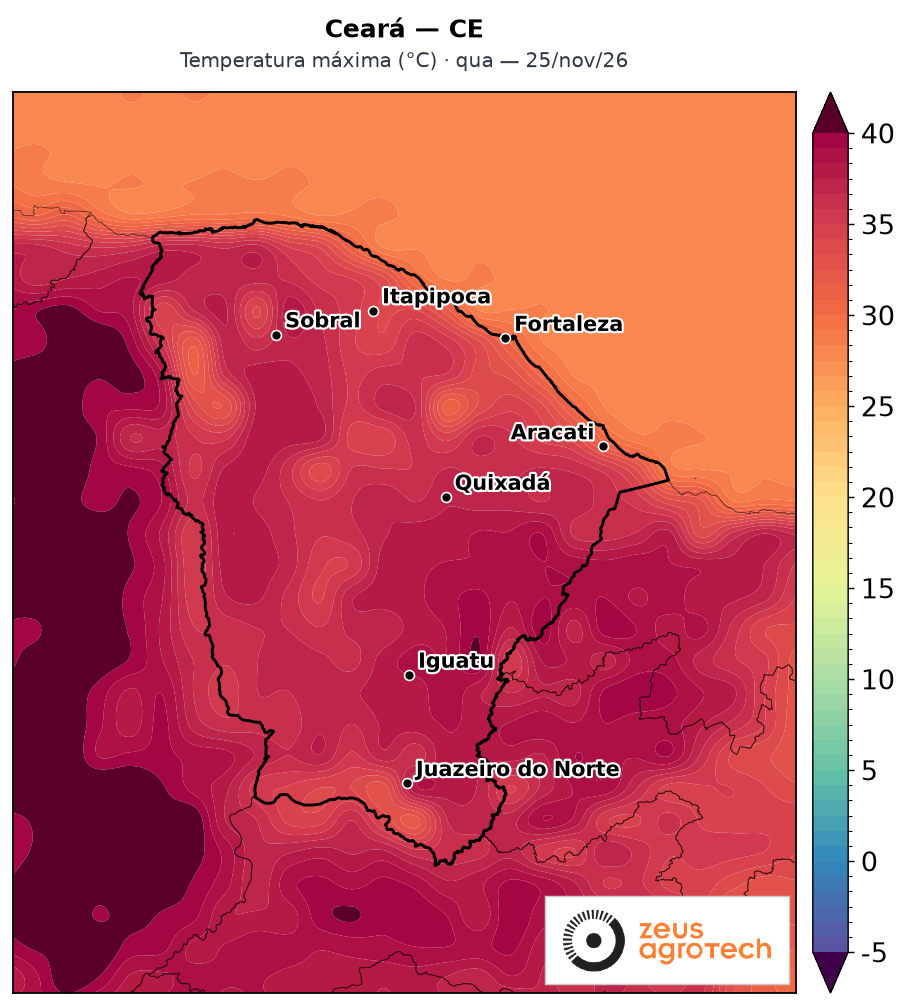 Ceará — CE
Temperatura máxima (°C) · qua — 25/nov/26
40
35
30
25
20
15
10
5
0
-5
Itapipoca
Sobral
Fortaleza
Aracati
Quixadá
Iguatu
Juazeiro do Norte
zeus
agrotech